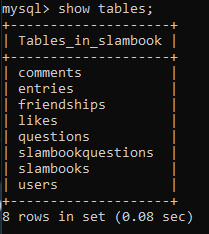 mysql> show tables;
+--------------------+
| Tables_in_slambook |
+--------------------+
| comments           |
| entries            |
| friendships        |
| likes              |
| questions          |
| slambookquestions  |
| slambooks          |
| users              |
+--------------------+
8 rows in set (0.08 sec)